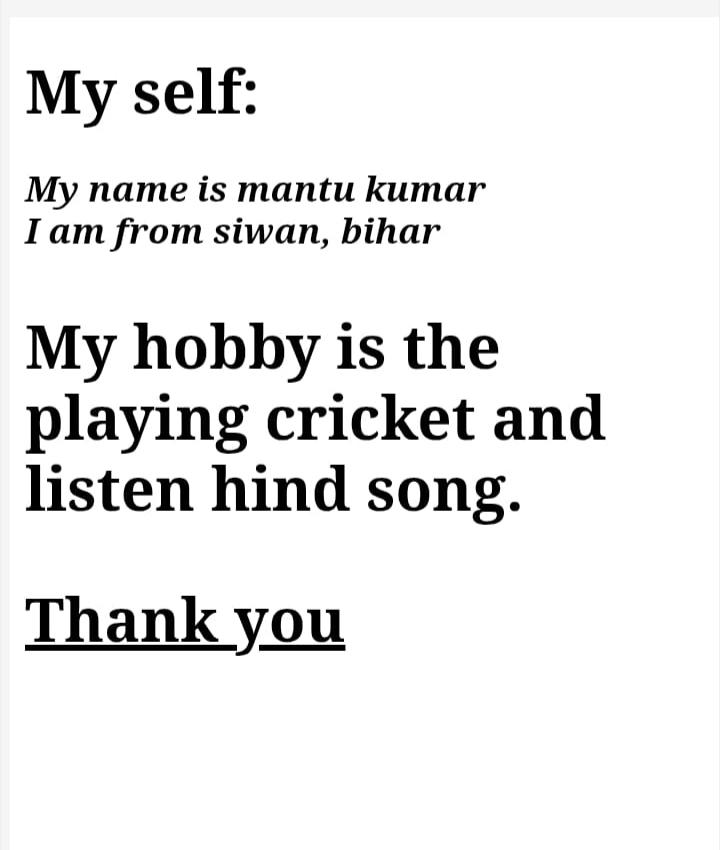 My self:
My name is mantu kumar
I am from siwan, bihar
My hobby is the
playing cricket and
listen hind song.
Thank you